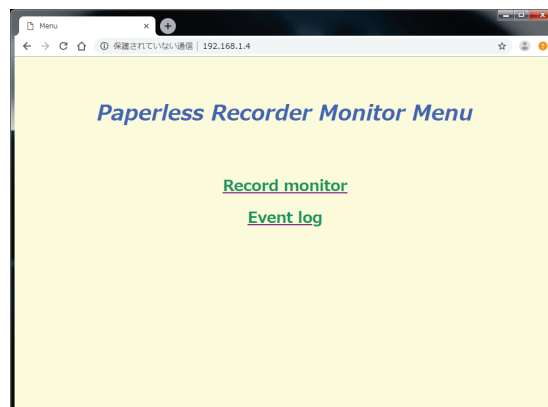 Menu
保護されていない通信 | 192.168.1.4
Paperless Recorder Monitor Menu
Record monitor
Event log